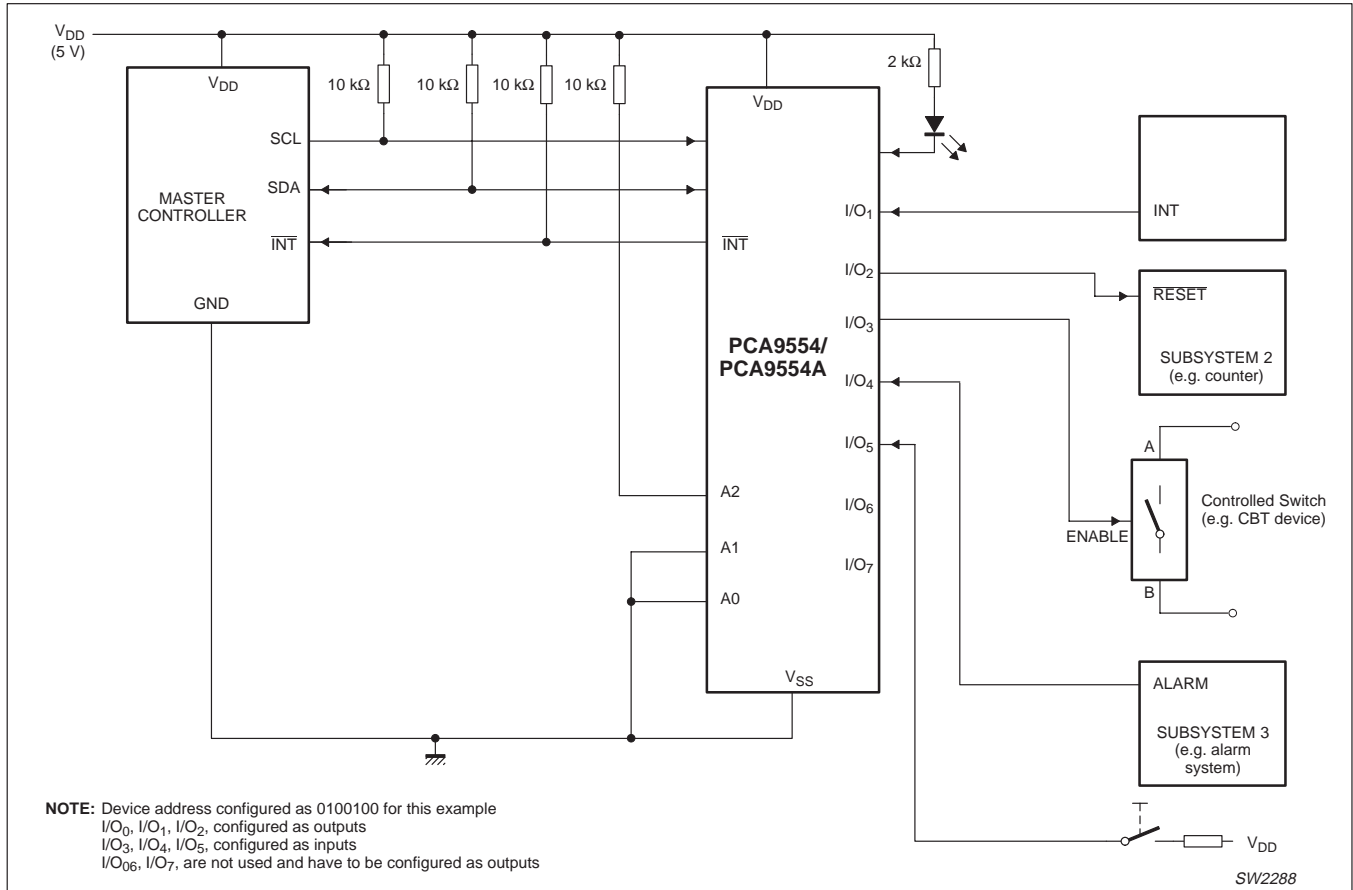 VDD
(5 V)
VDD
SCL
SDA
MASTER
CONTROLLER
INT
GND
10 kΩ
10 kΩ
10 kΩ
10 kΩ
2 kΩ
VDD
INT
PCA9554/
PCA9554A
A2
A1
A0
VSS
I/O1
I/O2
I/O3
I/O4
I/O5
I/O6
I/O7
INT
RESET
SUBSYSTEM 2
(e.g. counter)
A
ENABLE
B
Controlled Switch
(e.g. CBT device)
ALARM
SUBSYSTEM 3
(e.g. alarm
system)
VDD
NOTE: Device address configured as 0100100 for this example
I/O0, I/O1, I/O2, configured as outputs
I/O3, I/O4, I/O5, configured as inputs
I/O06, I/O7, are not used and have to be configured as outputs
SW2288